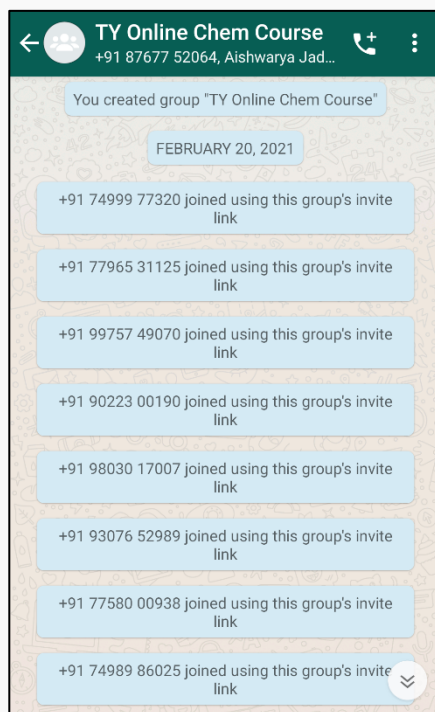 TY Online Chem Course
+91 87677 52064, Aishwarya Jad...
You created group "TY Online Chem Course"
FEBRUARY 20, 2021
+91 74999 77320 joined using this group's invite
link
+91 77965 31125 joined using this group's invite
link
+91 99757 49070 joined using this group's invite
link
+91 90223 00190 joined using this group's invite
link
+91 98030 17007 joined using this group's invite
link
+91 93076 52989 joined using this group's invite
link
+91 77580 00938 joined using this group's invite
link
+91 74989 86025 joined using this group's invite
link